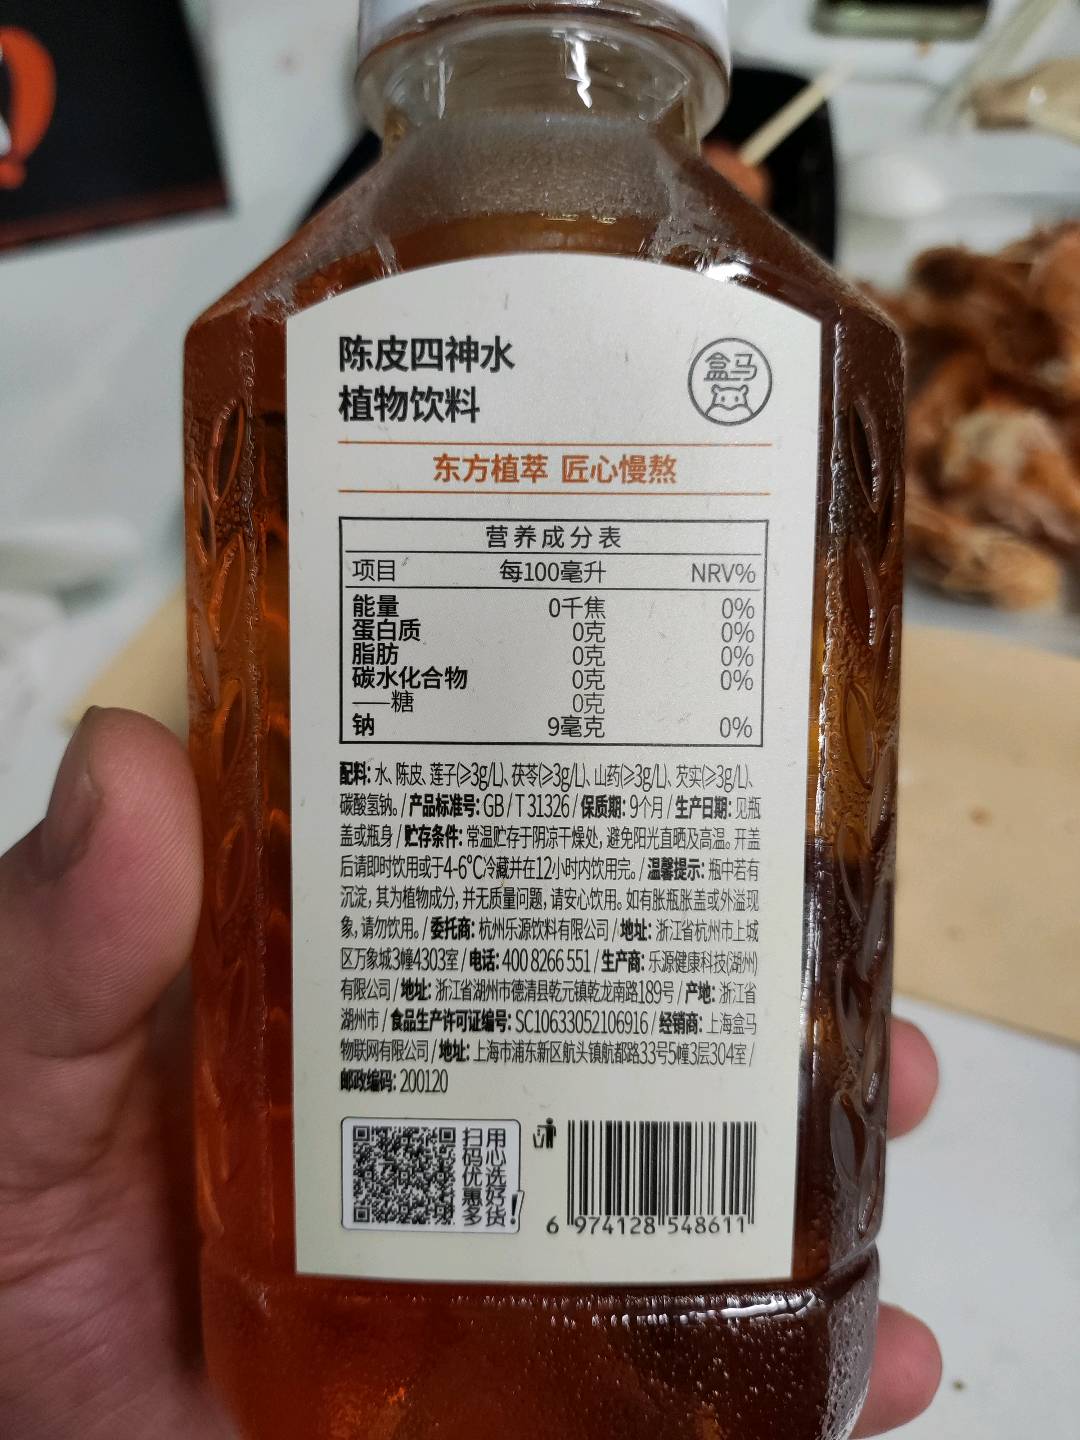 陈皮四神水
植物饮料
盒马
东方植萃 匠心慢熬
营养成分表
项目 每100毫升 NRV%
能量 0千焦 0%
蛋白质 0克 0%
脂肪 0克 0%
碳水化合物 0克 0%
——糖 0克
钠 9毫克 0%
配料: 水、陈皮、莲子(≥3g/L)、茯苓(≥3g/L)、山药(≥3g/L)、芡实(≥3g/L)、
碳酸氢钠。/ 产品标准号: GB / T 31326 / 保质期: 9个月 / 生产日期: 见瓶
盖或瓶身 / 贮存条件: 常温贮存于阴凉干燥处, 避免阳光直晒及高温。开盖
后请即时饮用或于4-6°C冷藏并在12小时内饮用完。/ 温馨提示: 瓶中若有
沉淀, 其为植物成分, 并无质量问题, 请安心饮用。如有胀瓶胀盖或外溢现
象, 请勿饮用。/ 委托商: 杭州乐源饮料有限公司 / 地址: 浙江省杭州市上城
区万象城3幢4303室 / 电话: 400 8266 551 / 生产商: 乐源健康科技(湖州)
有限公司 / 地址: 浙江省湖州市德清县乾元镇乾龙南路189号 / 产地: 浙江省
湖州市 / 食品生产许可证编号: SC10633052106916 / 经销商: 上海盒马
物联网有限公司 / 地址: 上海市浦东新区航头镇航都路33号5幢3层304室 /
邮政编码: 200120
用心选好货!
扫码优惠多
6 974128 548611